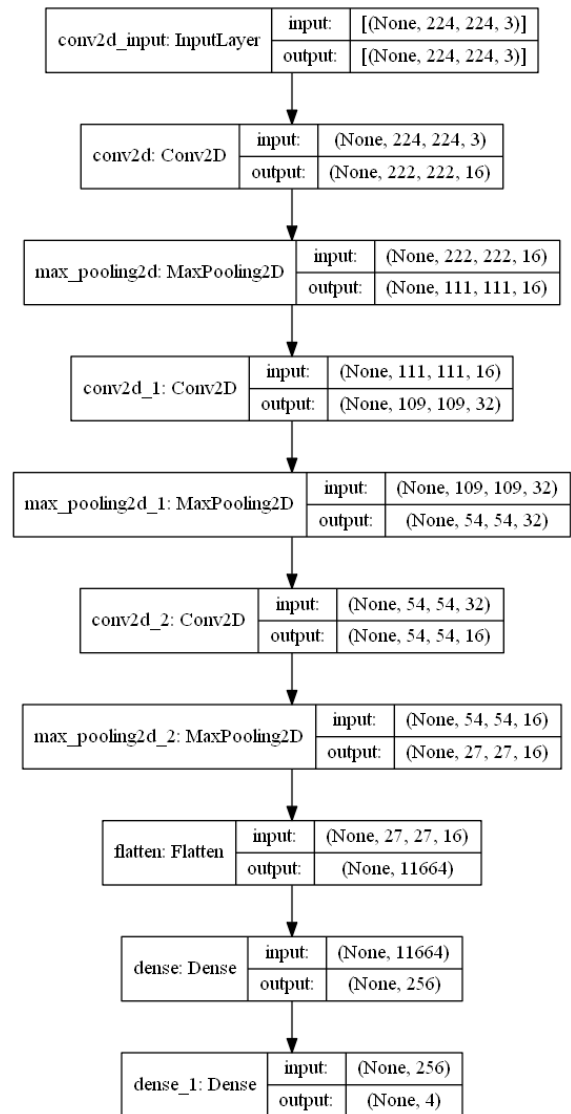 conv2d_input: InputLayer
input: [(None, 224, 224, 3)]
output: [(None, 224, 224, 3)]
conv2d: Conv2D
input: (None, 224, 224, 3)
output: (None, 222, 222, 16)
max_pooling2d: MaxPooling2D
input: (None, 222, 222, 16)
output: (None, 111, 111, 16)
conv2d_1: Conv2D
input: (None, 111, 111, 16)
output: (None, 109, 109, 32)
max_pooling2d_1: MaxPooling2D
input: (None, 109, 109, 32)
output: (None, 54, 54, 32)
conv2d_2: Conv2D
input: (None, 54, 54, 32)
output: (None, 54, 54, 16)
max_pooling2d_2: MaxPooling2D
input: (None, 54, 54, 16)
output: (None, 27, 27, 16)
flatten: Flatten
input: (None, 27, 27, 16)
output: (None, 11664)
dense: Dense
input: (None, 11664)
output: (None, 256)
dense_1: Dense
input: (None, 256)
output: (None, 4)